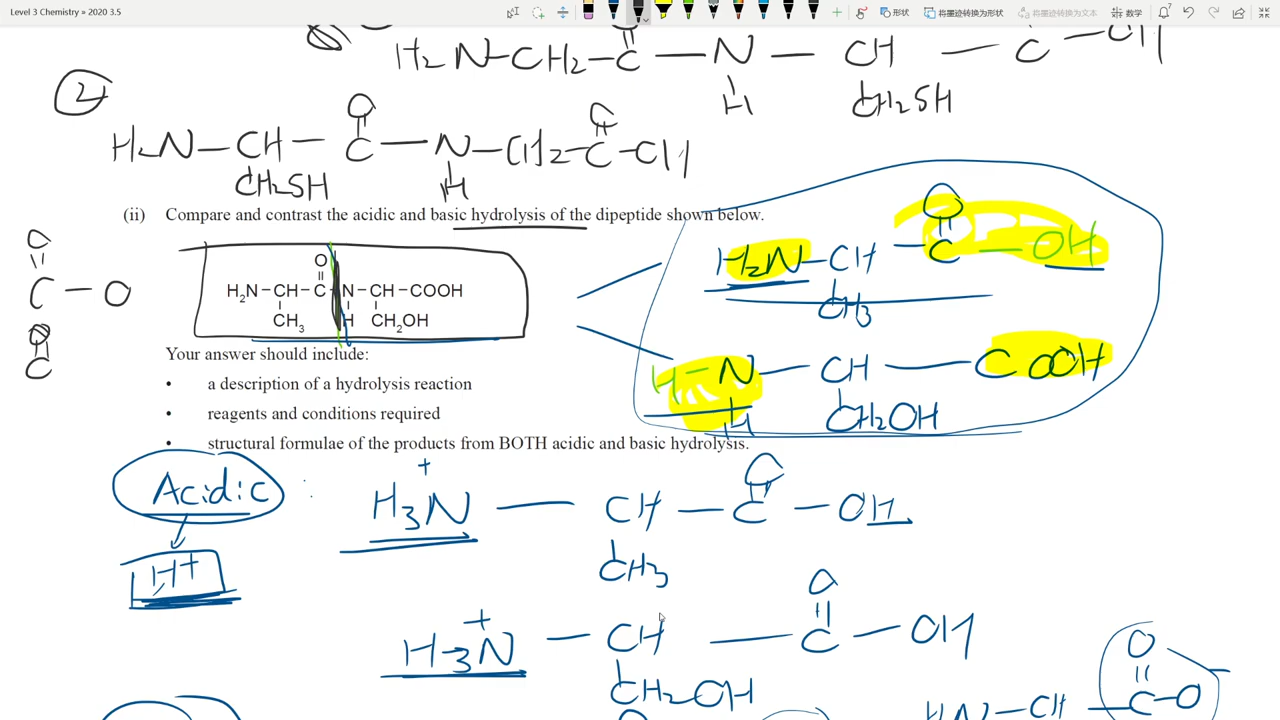 Level 3 Chemistry » 2020 3.5
形状
将墨迹转换为形状
将墨迹转换为文本
数学
H₂N—CH₂—C—N—CH—C—OH
H
CH₂SH
2
O
O
H₂N—CH—C—N—CH₂—C—OH
CH₂SH
H
(ii) Compare and contrast the acidic and basic hydrolysis of the dipeptide shown below.
O
H₂N−CH−C−N−CH−COOH
CH₃ H CH₂OH
O
H₂N—CH—C—OH
CH₃
H—N—CH—COOH
H
CH₂OH
O
C—O
O
C
Your answer should include:
• a description of a hydrolysis reaction
• reagents and conditions required
• structural formulae of the products from BOTH acidic and basic hydrolysis.
Acidic :
H+
+
O
H₃N—CH—C—OH
CH₃
+
O
H₃N—CH—C—OH
CH₂OH
O
H₂N—CH—C—O